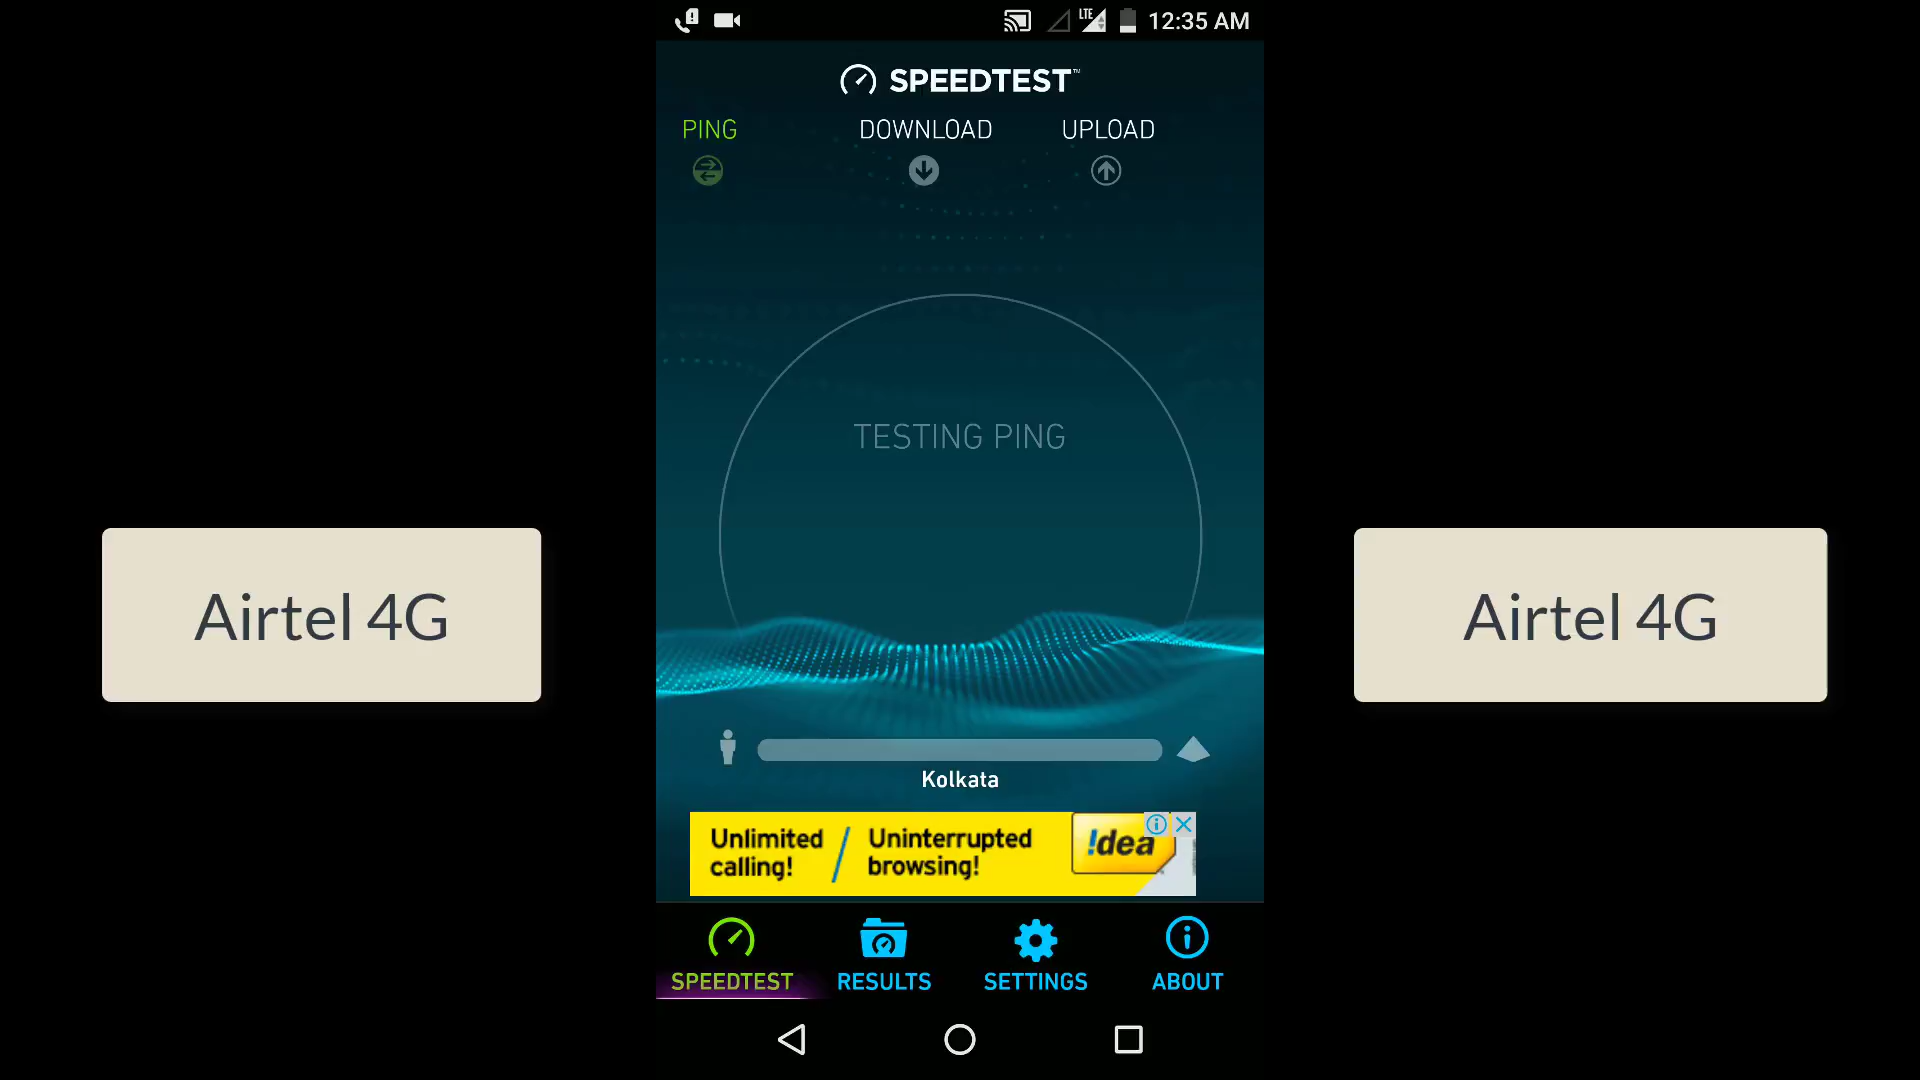 LTE 12:35 AM
SPEEDTEST™
PING DOWNLOAD UPLOAD
TESTING PING
Airtel 4G
Airtel 4G
Kolkata
Unlimited calling! / Uninterrupted browsing!
!dea
SPEEDTEST RESULTS SETTINGS ABOUT